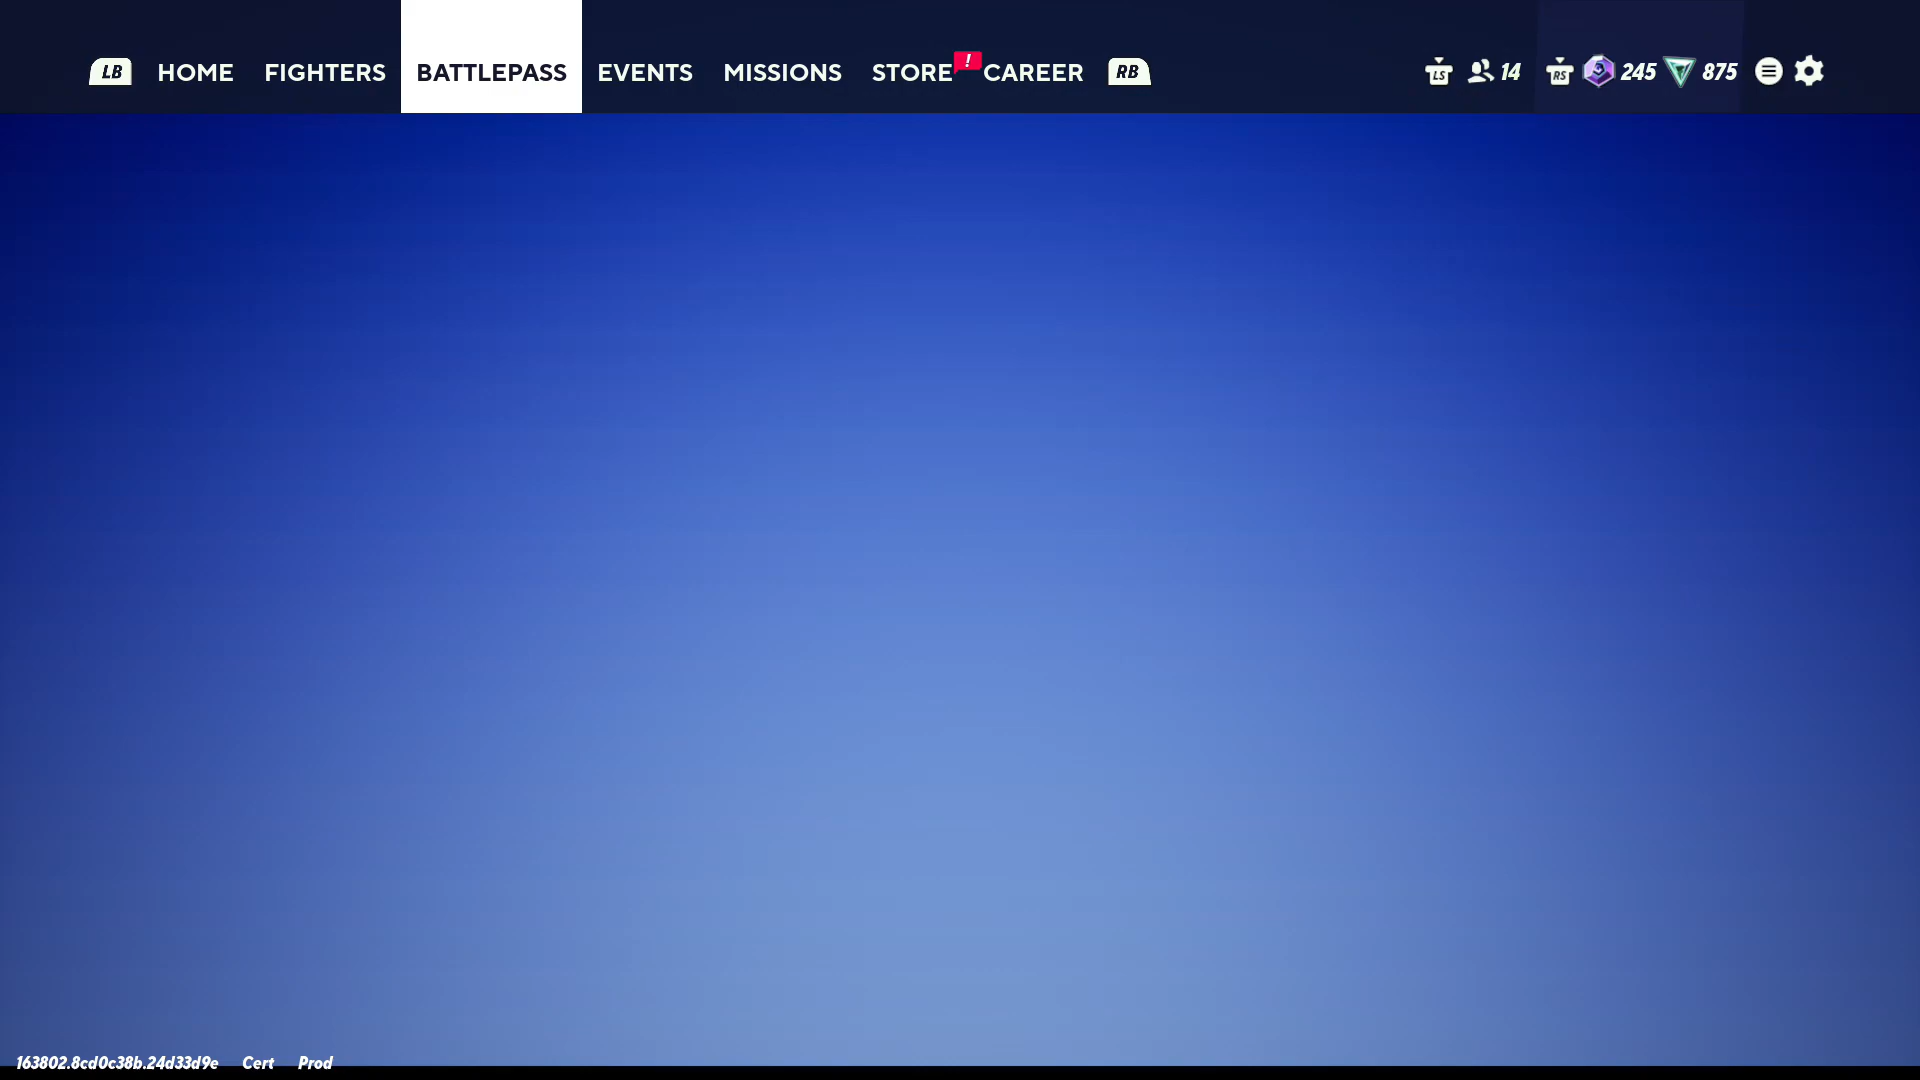 LB HOME FIGHTERS BATTLEPASS EVENTS MISSIONS STORE ! CAREER RB LS 14 RS 245 875
163802.8cd0c38b.24d33d9e Cert Prod